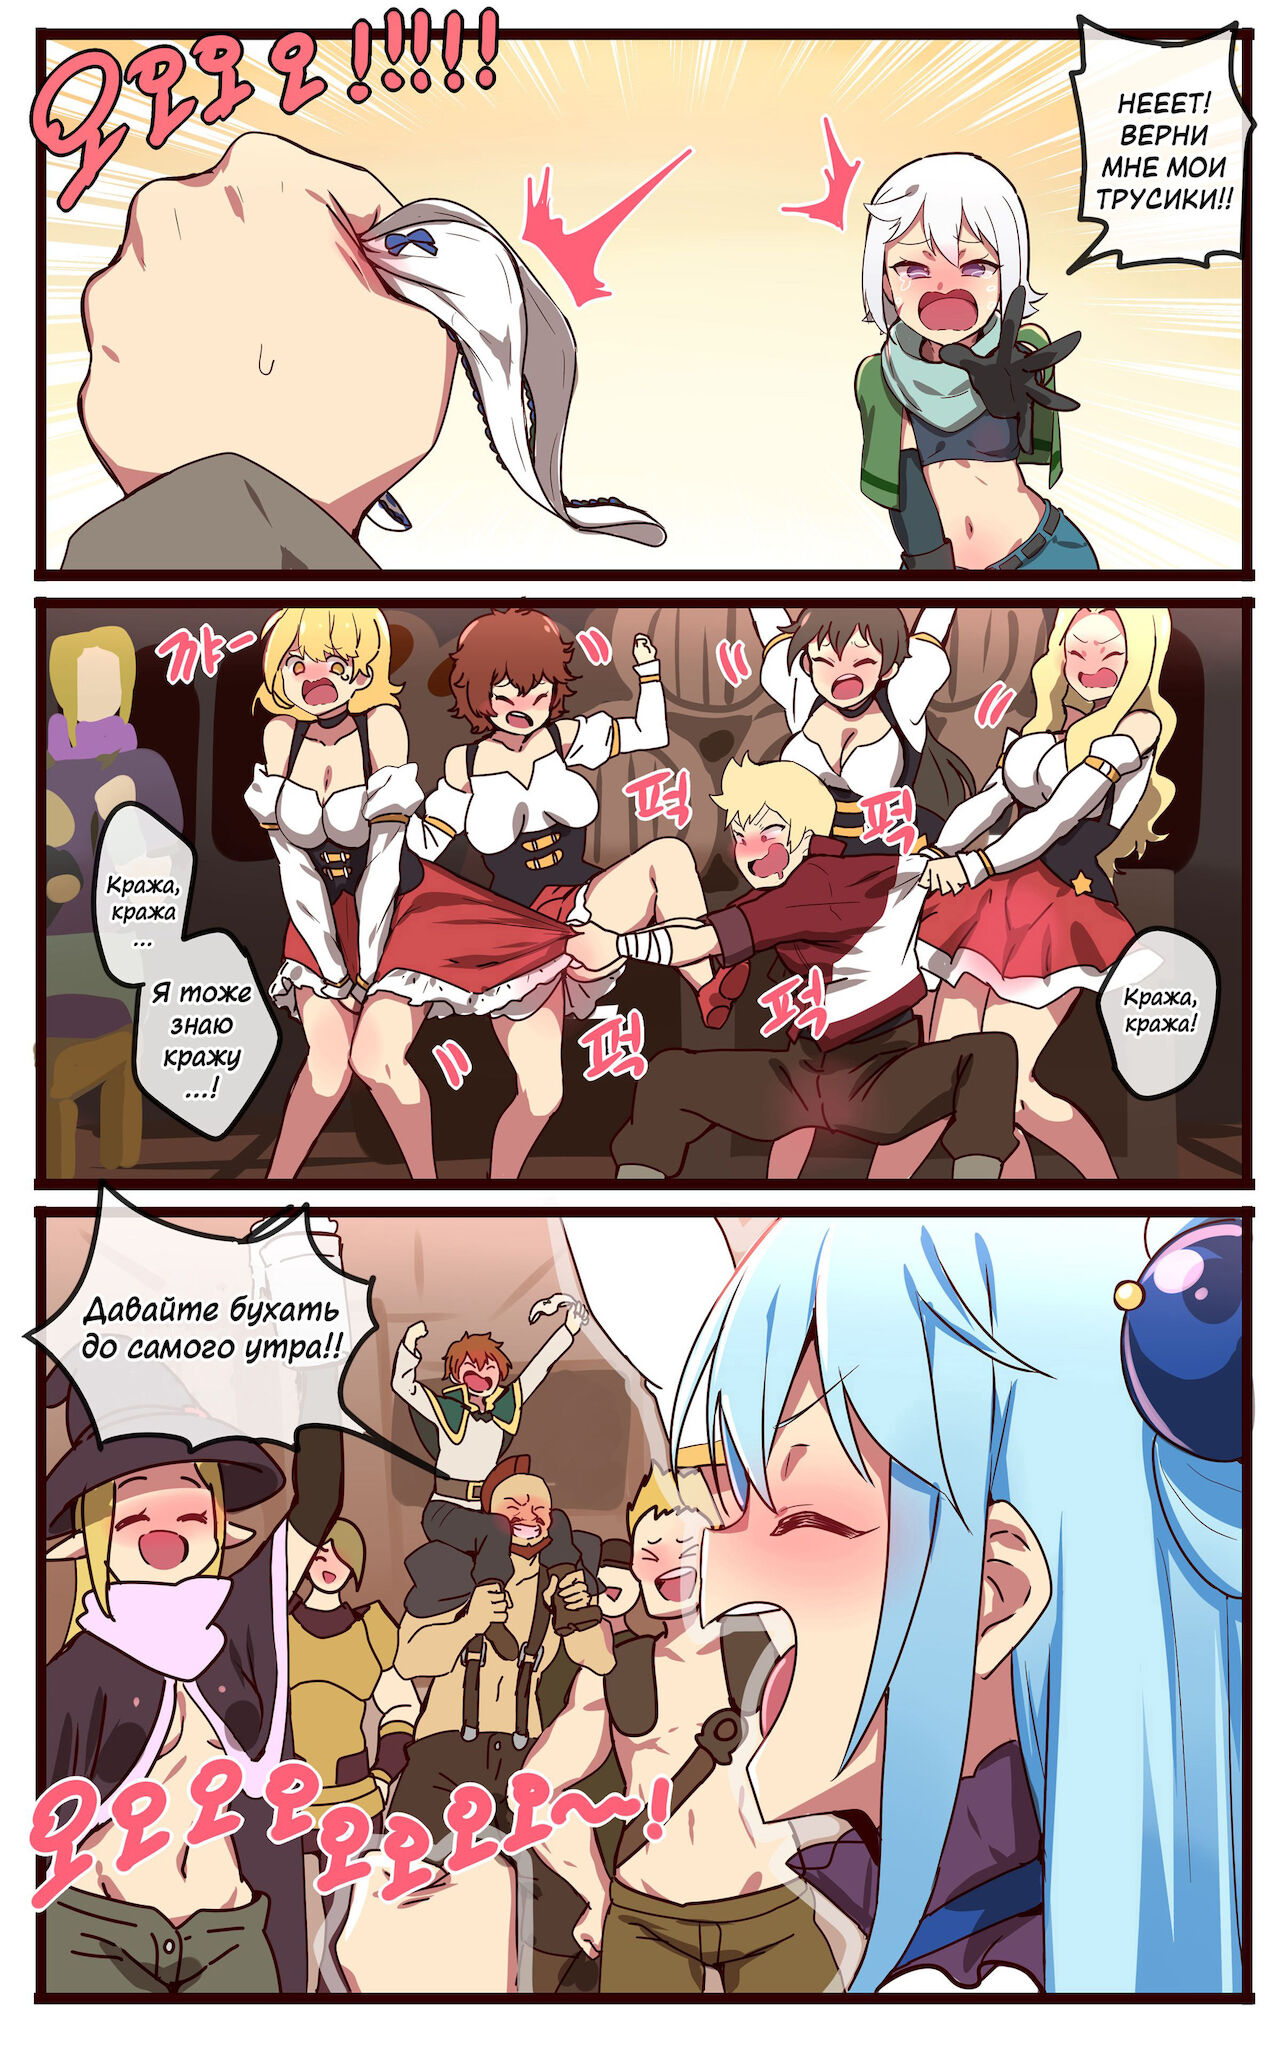 오오오오!!!!!
НЕЕЕТ!
ВЕРНИ
МНЕ МОИ
ТРУСИКИ!!
꺄-
퍽
퍽
퍽
퍽
Кража,
кража
...
Я тоже
знаю
кражу
...!
Кража,
кража!
Давайте бухать
до самого утра!!
오오오오오오오오~!